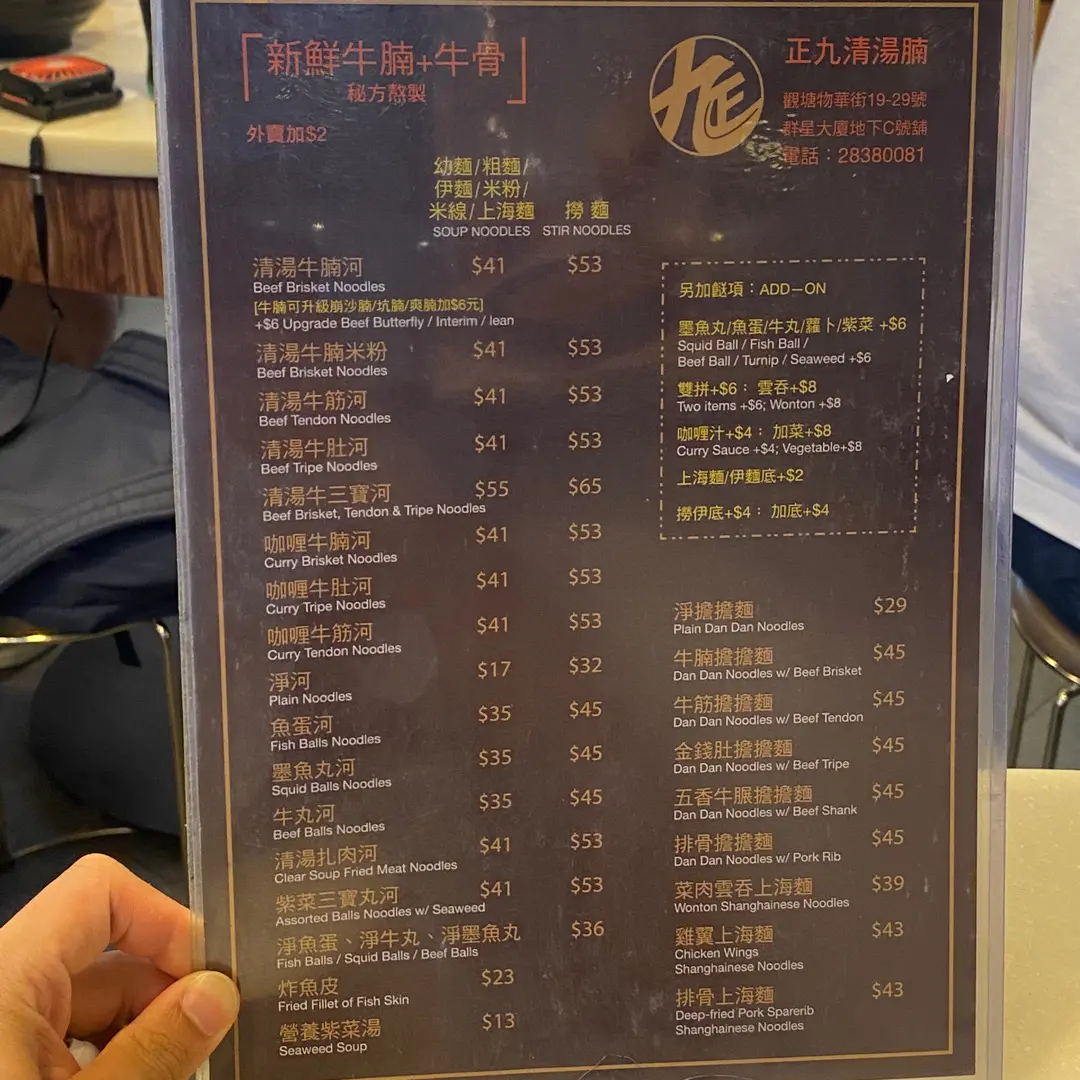 「新鮮牛腩+牛骨」
秘方熬製
外賣加$2
正九清湯腩
觀塘物華街19-29號
群星大廈地下C號舖
電話：28380081
幼麵/粗麵/
伊麵/米粉/
米線/上海麵 撈麵
SOUP NOODLES STIR NOODLES
清湯牛腩河 $41 $53
Beef Brisket Noodles
[牛腩可升級崩沙腩/坑腩/爽腩加$6元]
+$6 Upgrade Beef Butterfly / Interim / lean
清湯牛腩米粉 $41 $53
Beef Brisket Noodles
清湯牛筋河 $41 $53
Beef Tendon Noodles
清湯牛肚河 $41 $53
Beef Tripe Noodles
清湯牛三寶河 $55 $65
Beef Brisket, Tendon & Tripe Noodles
咖喱牛腩河 $41 $53
Curry Brisket Noodles
咖喱牛肚河 $41 $53
Curry Tripe Noodles
咖喱牛筋河 $41 $53
Curry Tendon Noodles
淨河 $17 $32
Plain Noodles
魚蛋河 $35 $45
Fish Balls Noodles
墨魚丸河 $35 $45
Squid Balls Noodles
牛丸河 $35 $45
Beef Balls Noodles
清湯扎肉河 $41 $53
Clear Soup Fried Meat Noodles
紫菜三寶丸河 $41 $53
Assorted Balls Noodles w/ Seaweed
淨魚蛋、淨牛丸、淨墨魚丸 $36
Fish Balls / Squid Balls / Beef Balls
炸魚皮 $23
Fried Fillet of Fish Skin
營養紫菜湯 $13
Seaweed Soup
另加餸項：ADD－ON
墨魚丸/魚蛋/牛丸/蘿卜/紫菜 +$6
Squid Ball / Fish Ball /
Beef Ball / Turnip / Seaweed +$6
雙拼+$6； 雲吞+$8
Two items +$6; Wonton +$8
咖喱汁+$4； 加菜+$8
Curry Sauce +$4; Vegetable+$8
上海麵/伊麵底+$2
撈伊底+$4； 加底+$4
淨擔擔麵 $29
Plain Dan Dan Noodles
牛腩擔擔麵 $45
Dan Dan Noodles w/ Beef Brisket
牛筋擔擔麵 $45
Dan Dan Noodles w/ Beef Tendon
金錢肚擔擔麵 $45
Dan Dan Noodles w/ Beef Tripe
五香牛𦟌擔擔麵 $45
Dan Dan Noodles w/ Beef Shank
排骨擔擔麵 $45
Dan Dan Noodles w/ Pork Rib
菜肉雲吞上海麵 $39
Wonton Shanghainese Noodles
雞翼上海麵 $43
Chicken Wings
Shanghainese Noodles
排骨上海麵 $43
Deep-fried Pork Sparerib
Shanghainese Noodles